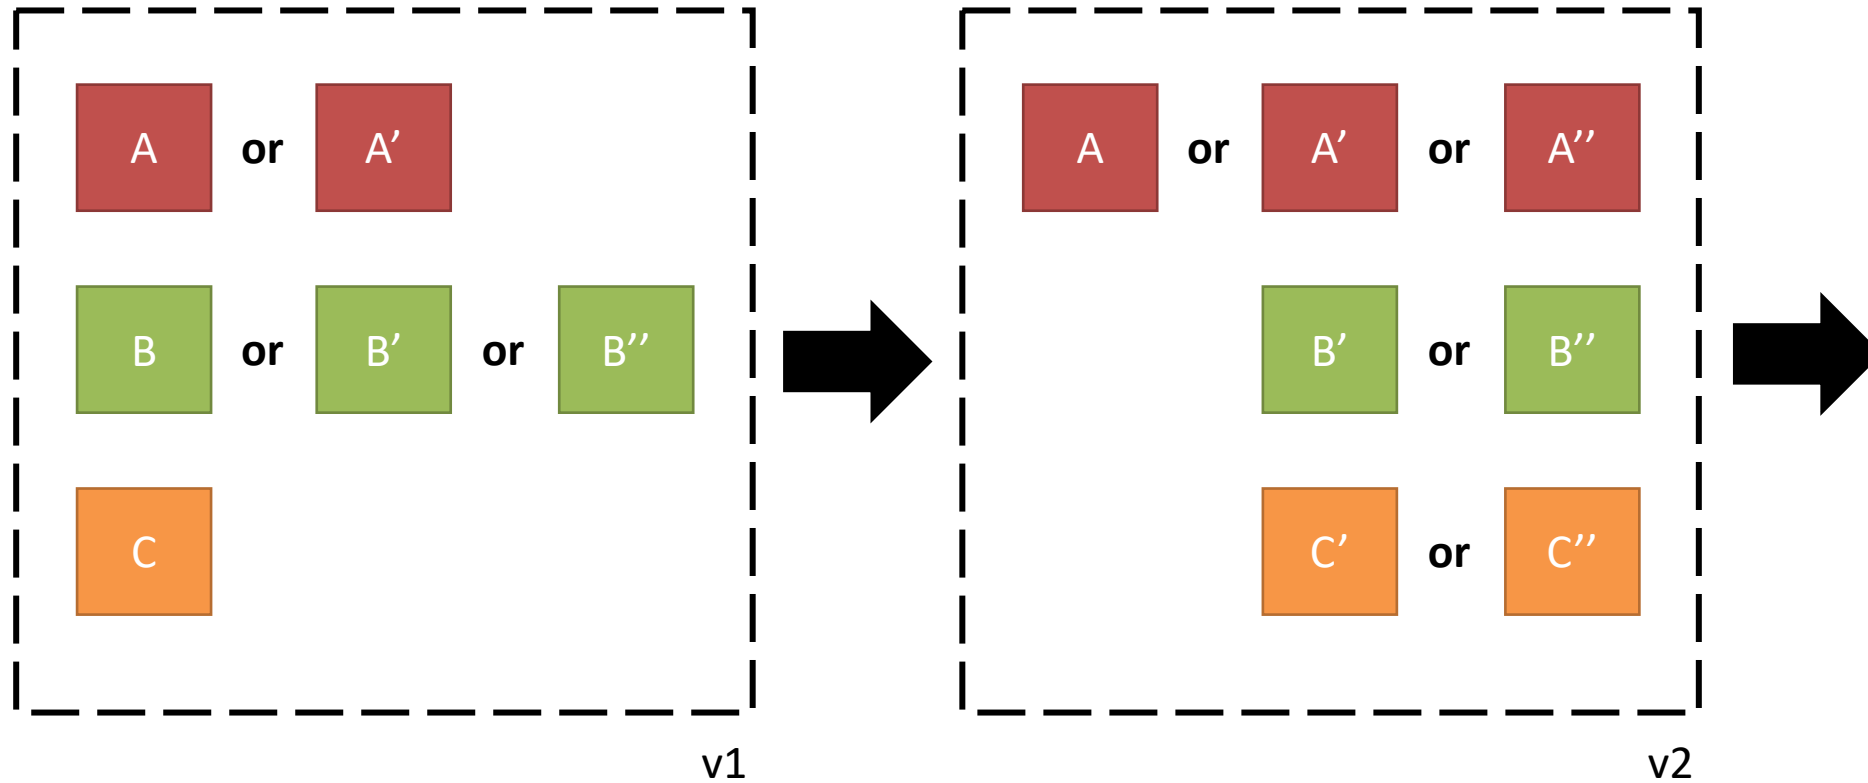 A or A’ A or A’ or A’’
B or B’ or B’’ B’ or B’’
C C’ or C’’
v1 v2